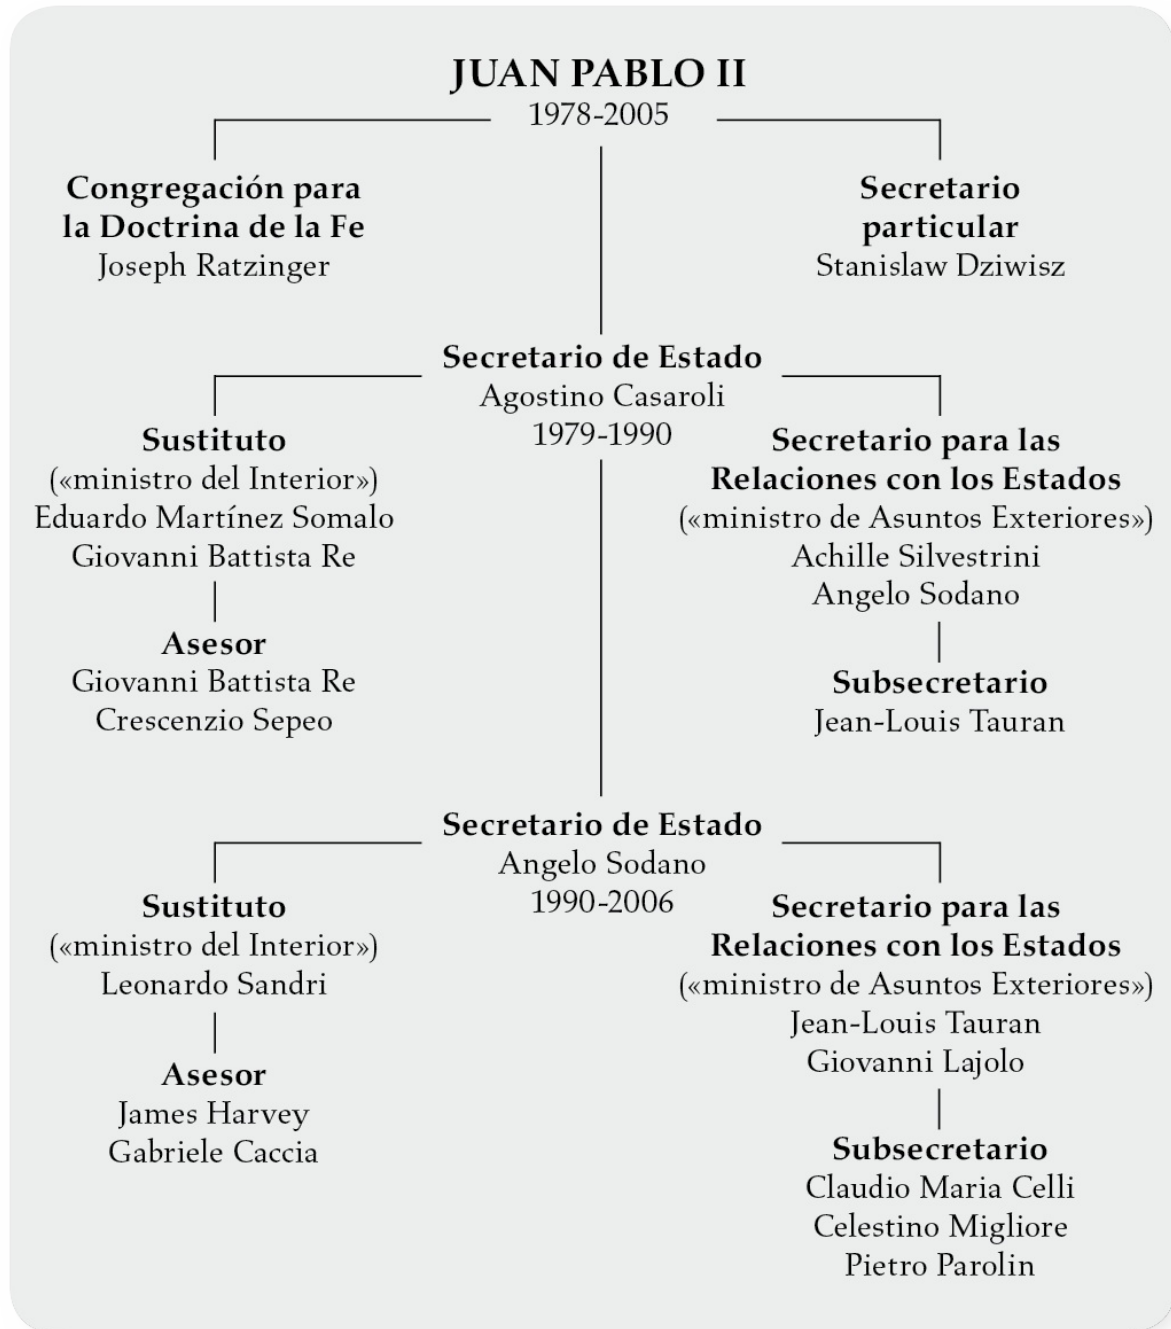 JUAN PABLO II
1978-2005
Congregación para
la Doctrina de la Fe
Joseph Ratzinger
Secretario
particular
Stanislaw Dziwisz
Secretario de Estado
Agostino Casaroli
1979-1990
Sustituto
(«ministro del Interior»)
Eduardo Martínez Somalo
Giovanni Battista Re
Asesor
Giovanni Battista Re
Crescenzio Sepeo
Secretario para las
Relaciones con los Estados
(«ministro de Asuntos Exteriores»)
Achille Silvestrini
Angelo Sodano
Subsecretario
Jean-Louis Tauran
Secretario de Estado
Angelo Sodano
1990-2006
Sustituto
(«ministro del Interior»)
Leonardo Sandri
Asesor
James Harvey
Gabriele Caccia
Secretario para las
Relaciones con los Estados
(«ministro de Asuntos Exteriores»)
Jean-Louis Tauran
Giovanni Lajolo
Subsecretario
Claudio Maria Celli
Celestino Migliore
Pietro Parolin